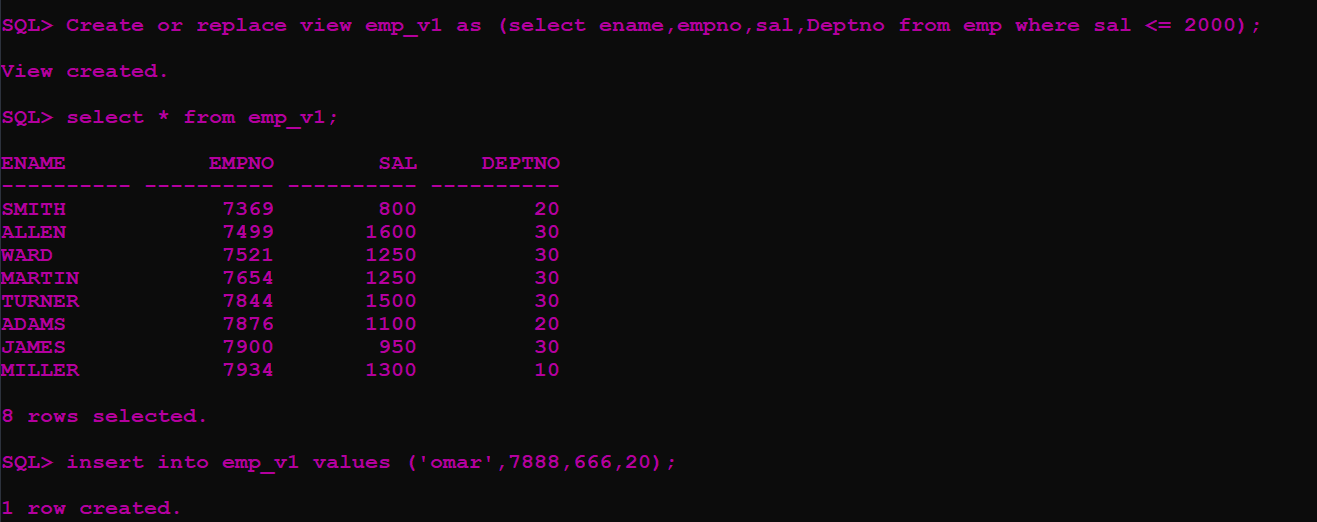 SQL> Create or replace view emp_v1 as (select ename,empno,sal,Deptno from emp where sal <= 2000);
View created.
SQL> select * from emp_v1;
ENAME           EMPNO        SAL     DEPTNO
---------- ---------- ---------- ----------
SMITH            7369        800         20
ALLEN            7499       1600         30
WARD             7521       1250         30
MARTIN           7654       1250         30
TURNER           7844       1500         30
ADAMS            7876       1100         20
JAMES            7900        950         30
MILLER           7934       1300         10
8 rows selected.
SQL> insert into emp_v1 values ('omar',7888,666,20);
1 row created.